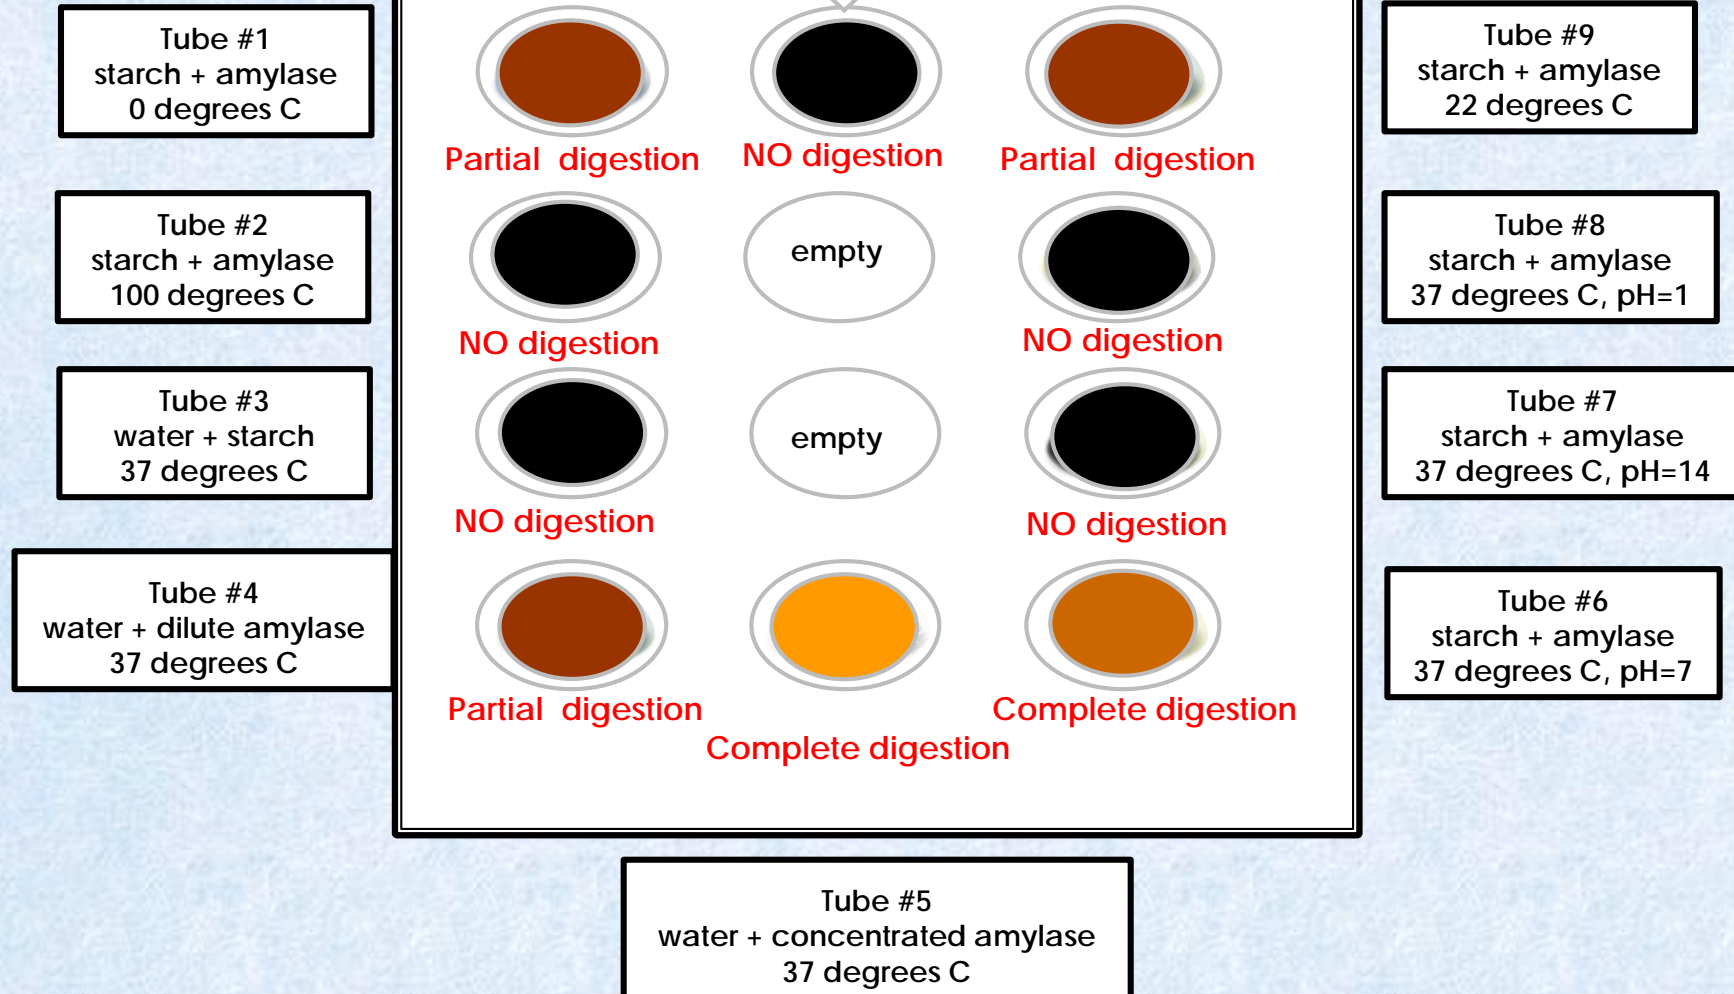 Tube #1
starch + amylase
0 degrees C
Tube #9
starch + amylase
22 degrees C
Partial digestion
NO digestion
Partial digestion
Tube #2
starch + amylase
100 degrees C
empty
Tube #8
starch + amylase
37 degrees C, pH=1
NO digestion
NO digestion
Tube #3
water + starch
37 degrees C
empty
Tube #7
starch + amylase
37 degrees C, pH=14
NO digestion
NO digestion
Tube #4
water + dilute amylase
37 degrees C
Tube #6
starch + amylase
37 degrees C, pH=7
Partial digestion
Complete digestion
Complete digestion
Tube #5
water + concentrated amylase
37 degrees C